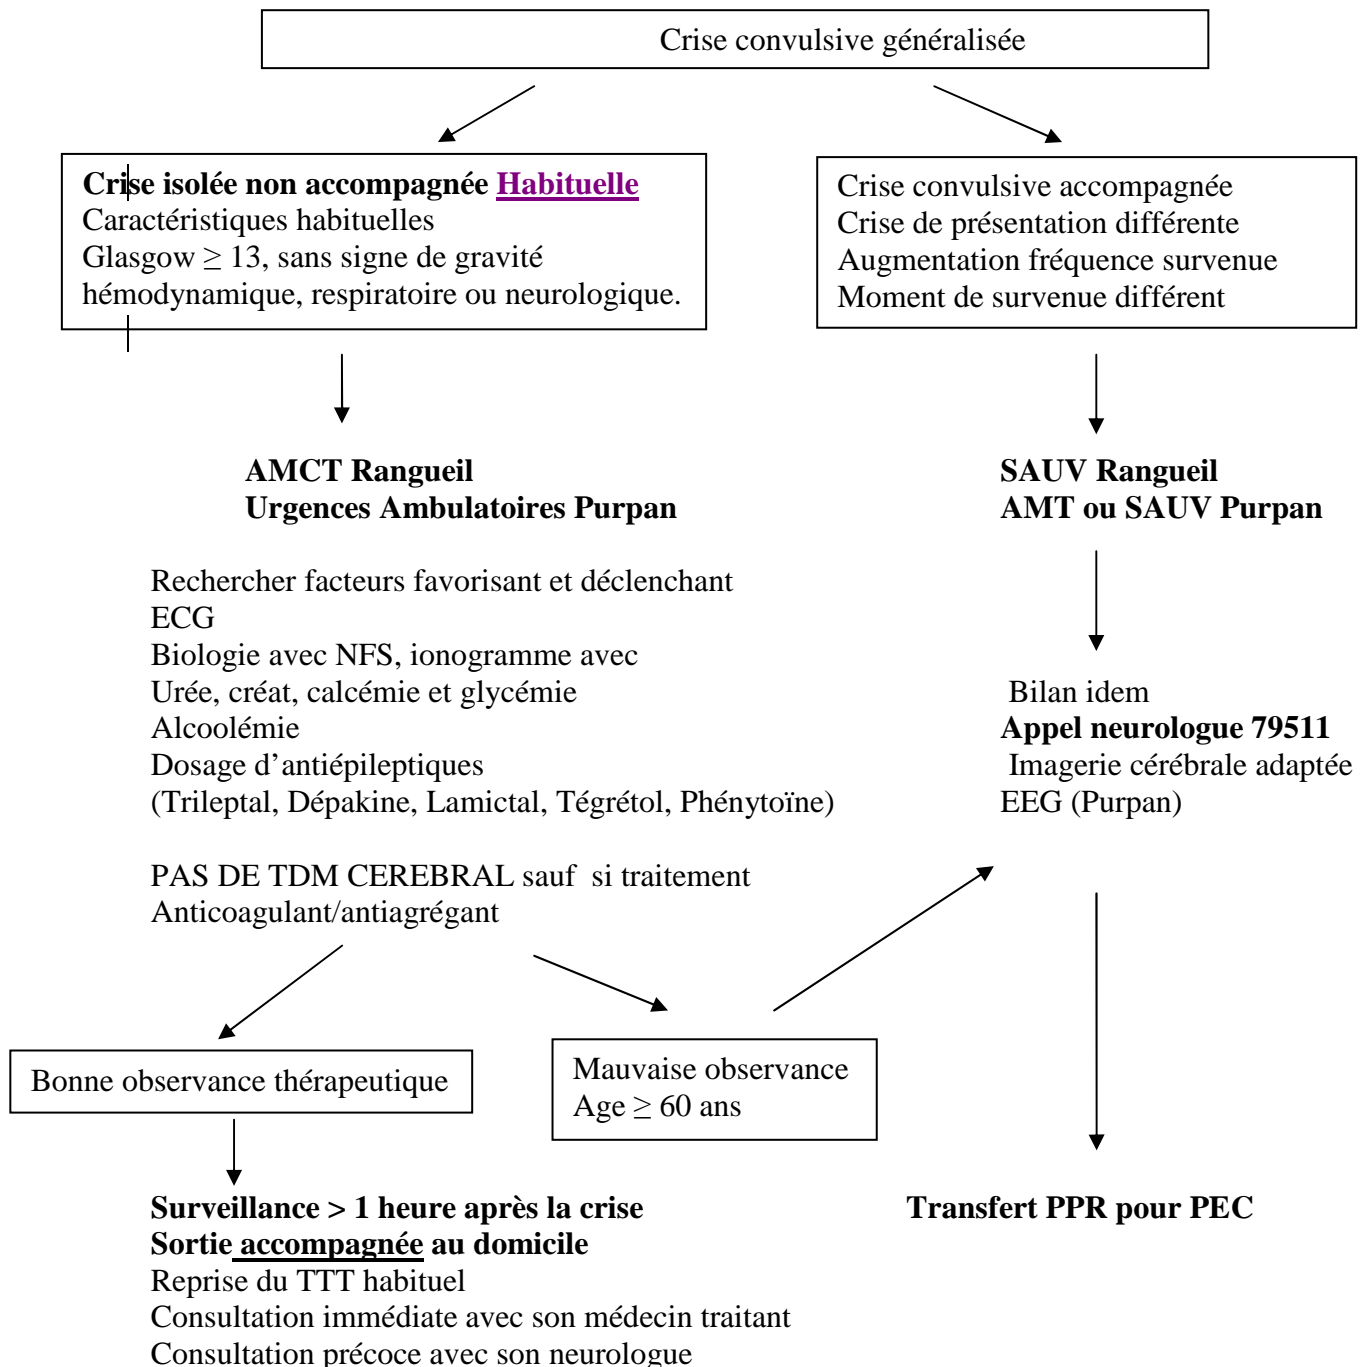 Crise convulsive généralisée
Crise isolée non accompagnée Habituelle
Caractéristiques habituelles
Glasgow ≥ 13, sans signe de gravité
hémodynamique, respiratoire ou neurologique.
Crise convulsive accompagnée
Crise de présentation différente
Augmentation fréquence survenue
Moment de survenue différent
AMCT Rangueil
Urgences Ambulatoires Purpan
SAUV Rangueil
AMT ou SAUV Purpan
Rechercher facteurs favorisant et déclenchant
ECG
Biologie avec NFS, ionogramme avec
Urée, créat, calcémie et glycémie
Alcoolémie
Dosage d’antiépileptiques
(Trileptal, Dépakine, Lamictal, Tégrétol, Phénytoïne)
PAS DE TDM CEREBRAL sauf si traitement
Anticoagulant/antiagrégant
Bilan idem
Appel neurologue 79511
Imagerie cérébrale adaptée
EEG (Purpan)
Bonne observance thérapeutique
Mauvaise observance
Age ≥ 60 ans
Surveillance > 1 heure après la crise
Sortie accompagnée au domicile
Reprise du TTT habituel
Consultation immédiate avec son médecin traitant
Consultation précoce avec son neurologue
Transfert PPR pour PEC